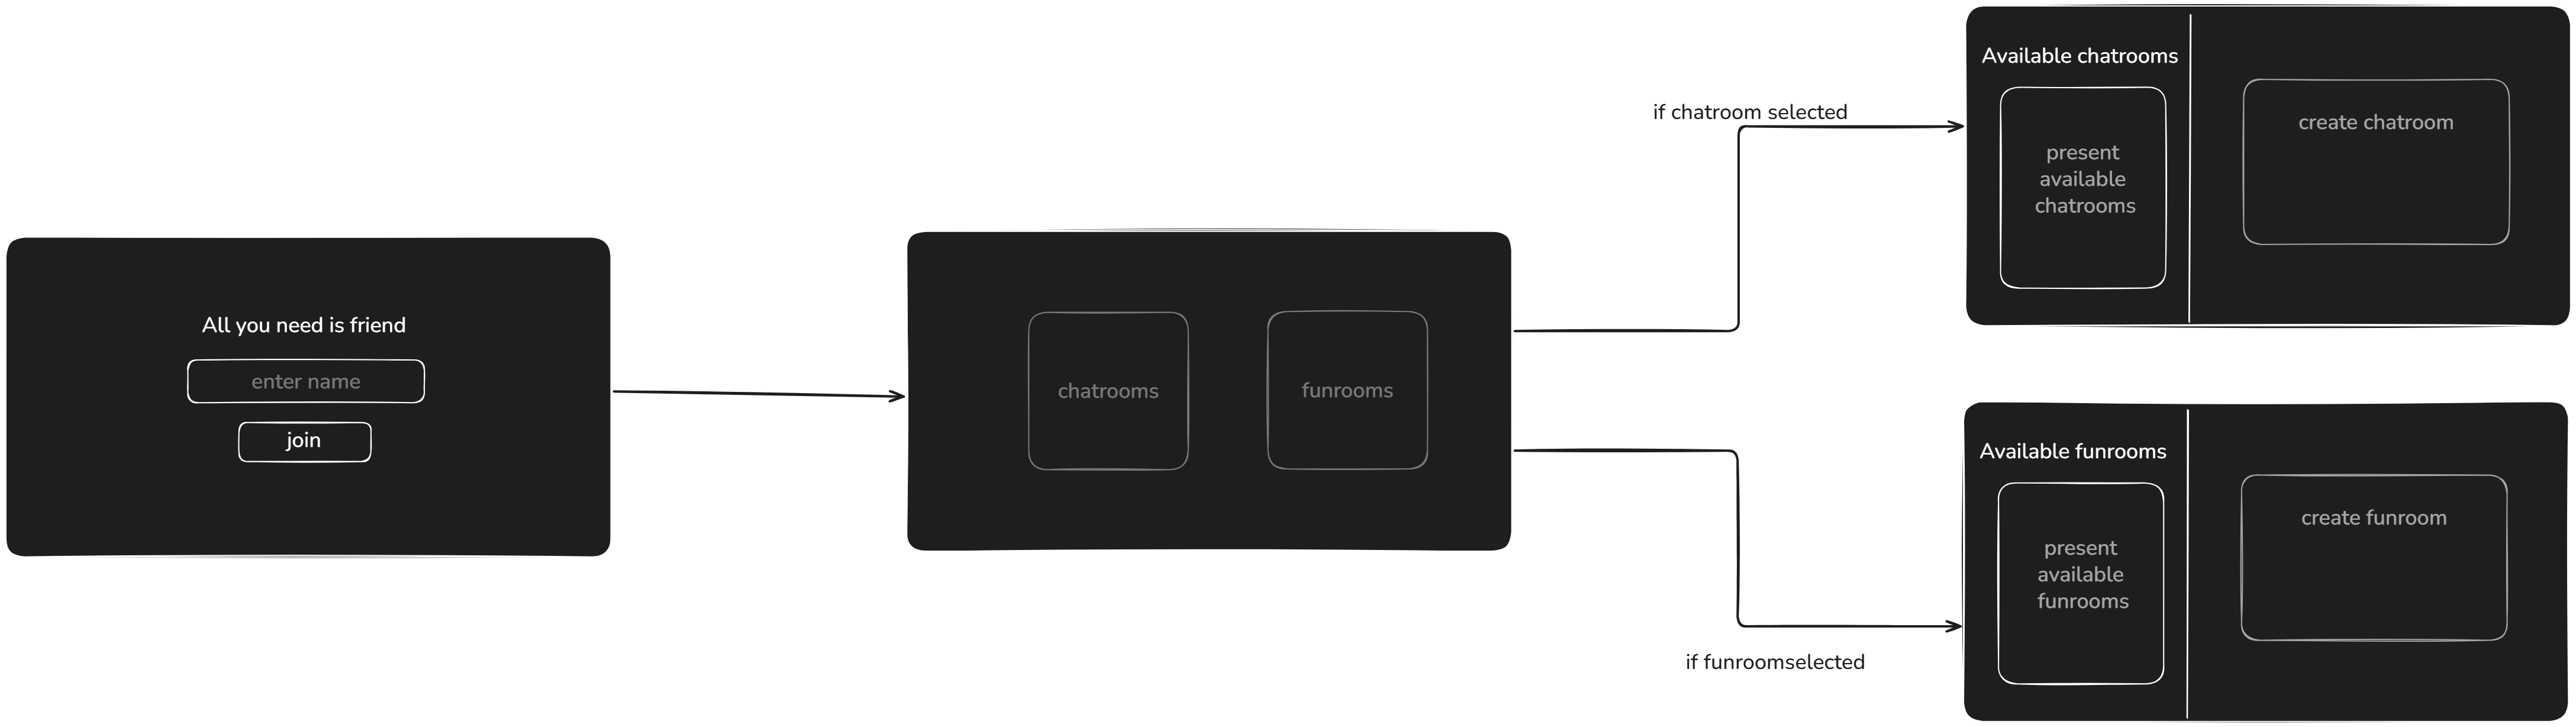 All you need is friend
enter name
join
chatrooms
funrooms
if chatroom selected
Available chatrooms
present
available
chatrooms
create chatroom
if funroomselected
Available funrooms
present
available
funrooms
create funroom